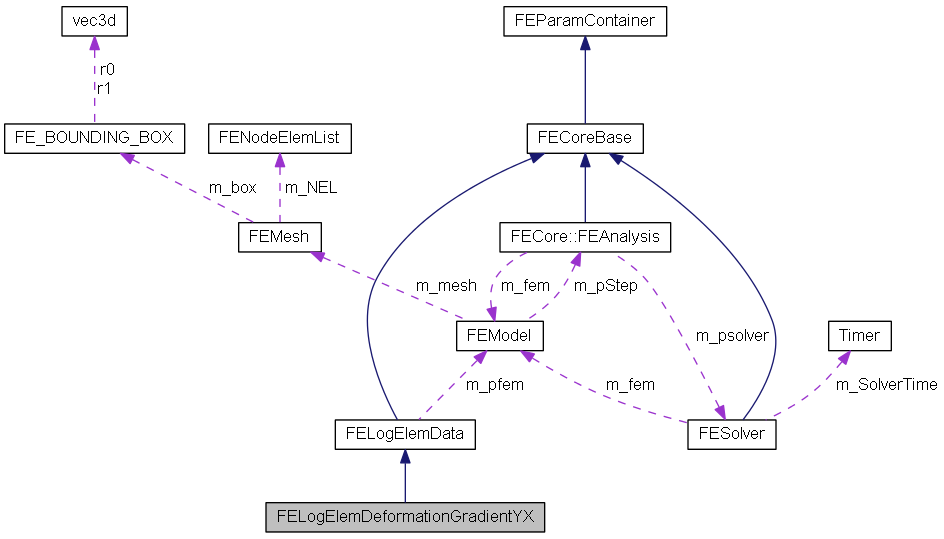 vec3d
FEParamContainer
r0
r1
FE_BOUNDING_BOX
FENodeElemList
FECoreBase
m_box
m_NEL
FEMesh
FECore::FEAnalysis
m_mesh
m_fem
m_pStep
FEModel
m_psolver
Timer
m_pfem
m_fem
m_SolverTime
FELogElemData
FESolver
FELogElemDeformationGradientYX